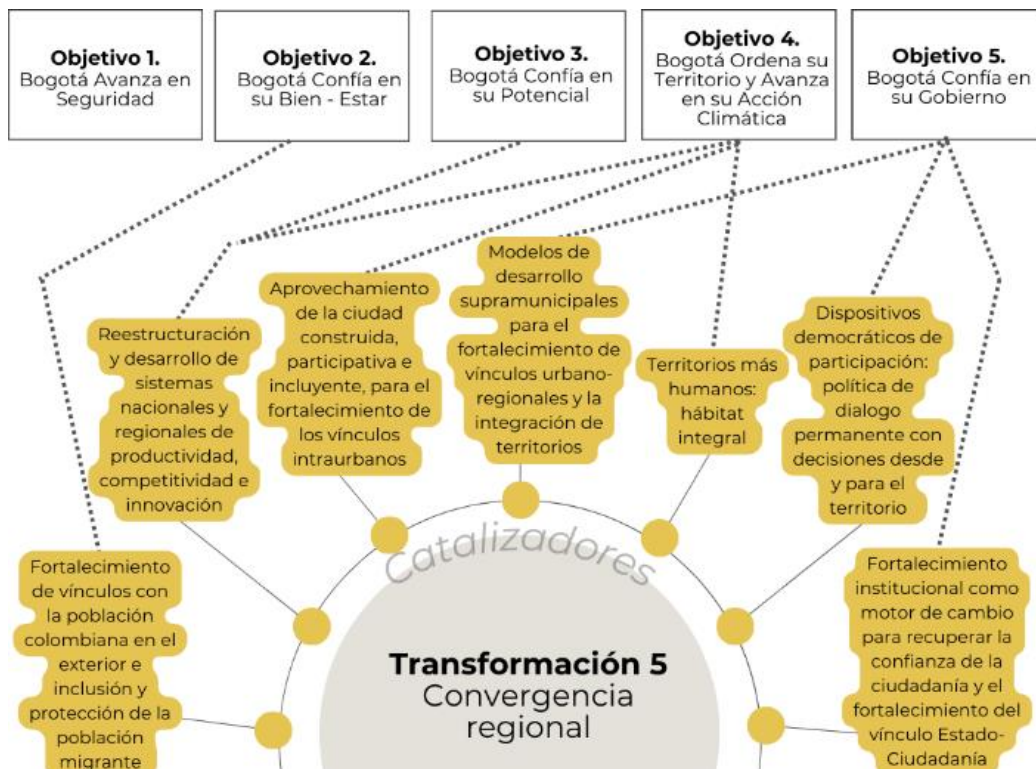 Objetivo 1.
Bogotá Avanza en
Seguridad
Objetivo 2.
Bogotá Confía en
su Bien - Estar
Objetivo 3.
Bogotá Confía en
su Potencial
Objetivo 4.
Bogotá Ordena su
Territorio y Avanza
en su Acción
Climática
Objetivo 5.
Bogotá Confía en
su Gobierno
Fortalecimiento
de vínculos con
la población
colombiana en el
exterior e
inclusión y
protección de la
población
migrante
Reestructuración
y desarrollo de
sistemas
nacionales y
regionales de
productividad,
competitividad e
innovación
Aprovechamiento
de la ciudad
construida,
participativa e
incluyente, para el
fortalecimiento de
los vínculos
intraurbanos
Modelos de
desarrollo
supramunicipales
para el
fortalecimiento de
vínculos urbano-
regionales y la
integración de
territorios
Territorios más
humanos:
hábitat
integral
Dispositivos
democráticos de
participación:
política de
dialogo
permanente con
decisiones desde
y para el
territorio
Fortalecimiento
institucional como
motor de cambio
para recuperar la
confianza de la
ciudadanía y el
fortalecimiento del
vínculo Estado-
Ciudadanía
Catalizadores
Transformación 5
Convergencia
regional